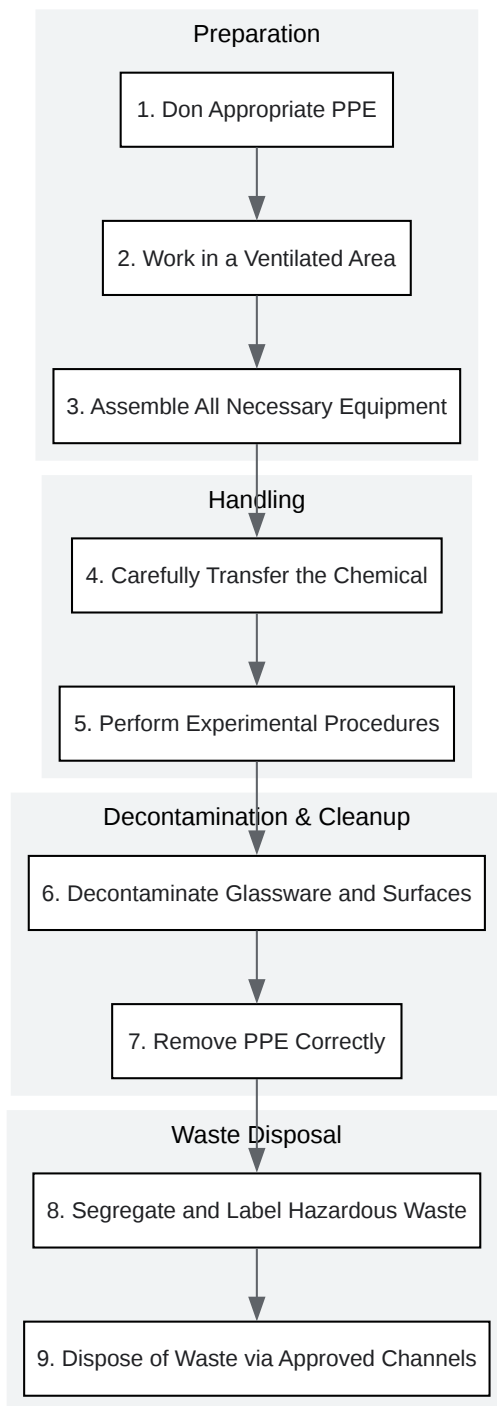 Preparation
1. Don Appropriate PPE
2. Work in a Ventilated Area
3. Assemble All Necessary Equipment
Handling
4. Carefully Transfer the Chemical
5. Perform Experimental Procedures
Decontamination & Cleanup
6. Decontaminate Glassware and Surfaces
7. Remove PPE Correctly
Waste Disposal
8. Segregate and Label Hazardous Waste
9. Dispose of Waste via Approved Channels